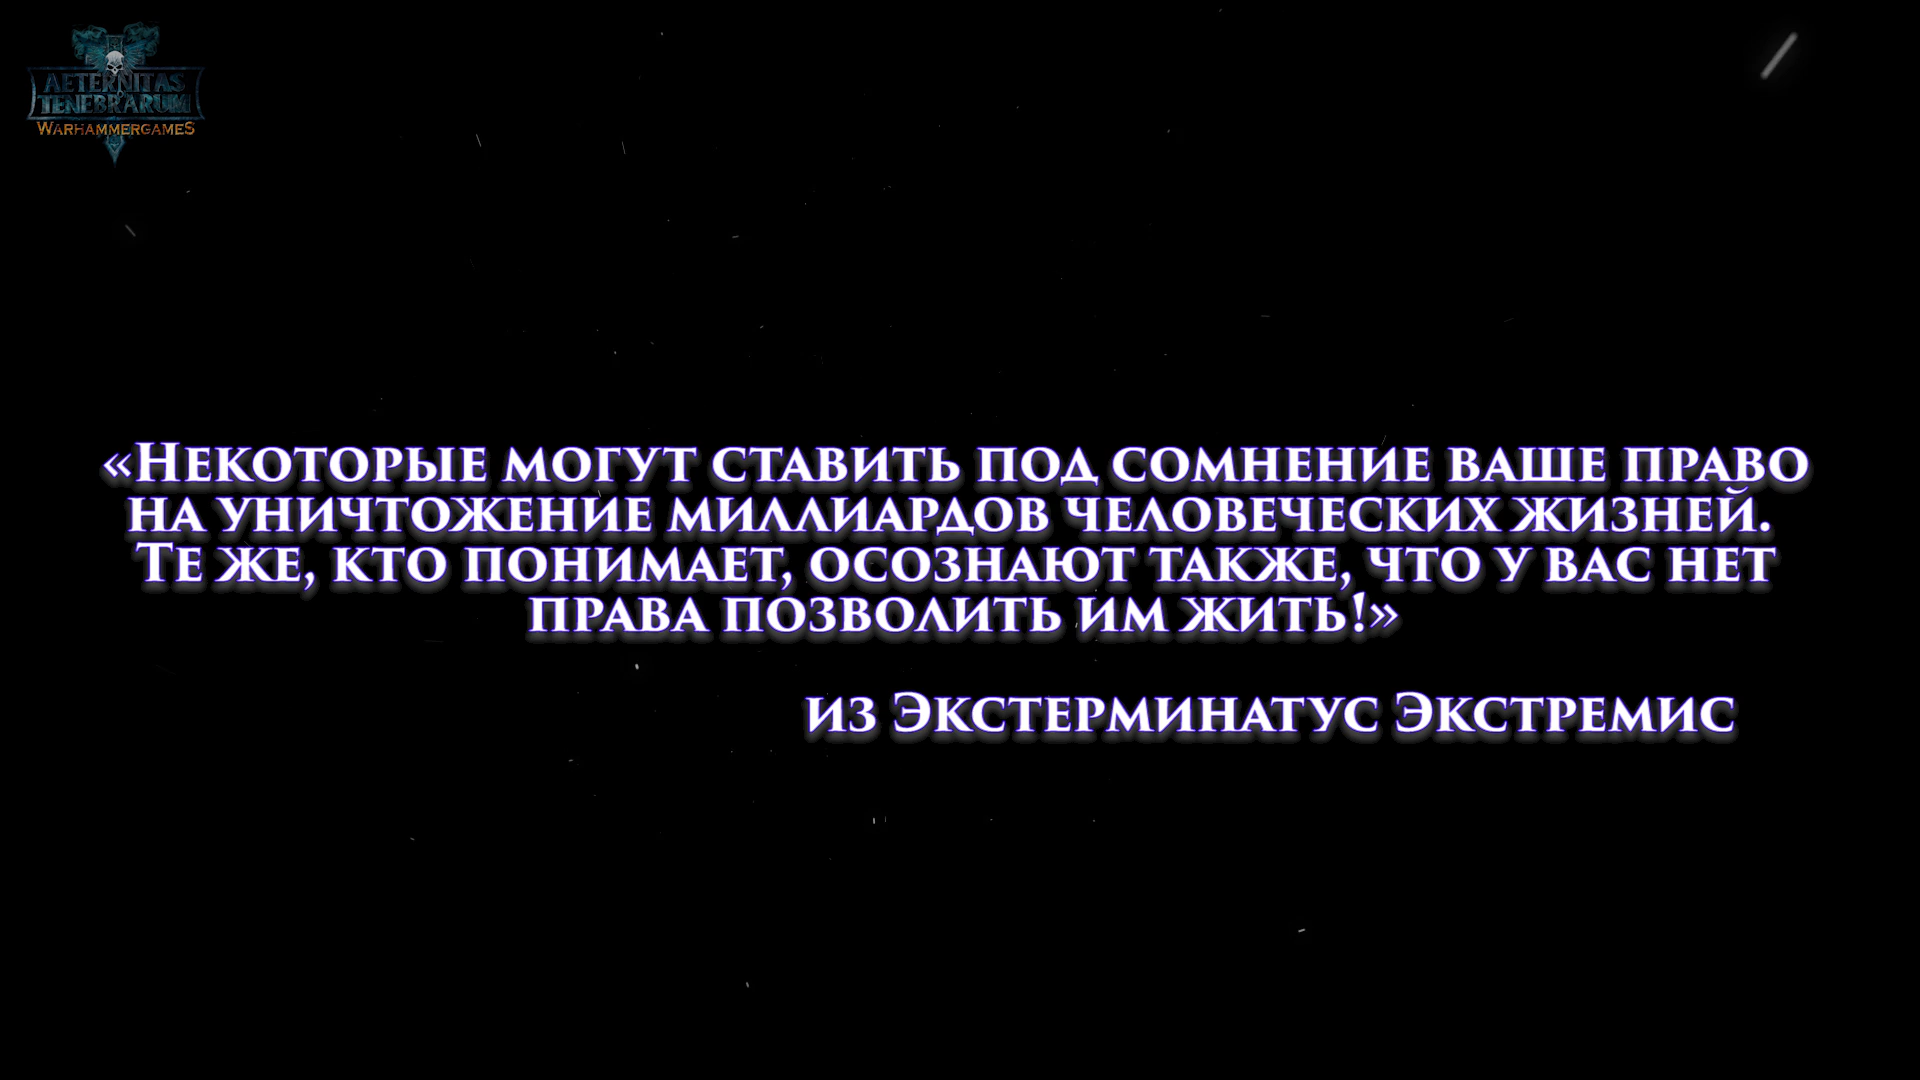 AETERNITAS
TENEBRARUM
WARHAMMERGAMES
«Некоторые могут ставить под сомнение ваше право
на уничтожение миллиардов человеческих жизней.
Те же, кто понимает, осознают также, что у вас нет
права позволить им жить!»
из Экстерминатус Экстремис